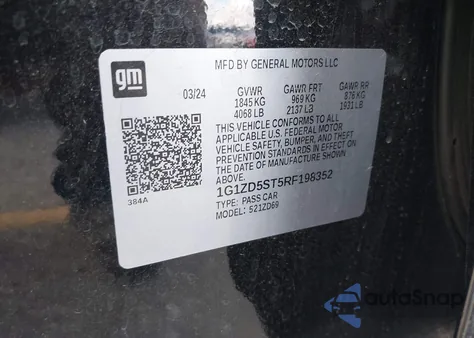 MFD BY GENERAL MOTORS LLC
gm
03/24 GVWR GAWR FRT GAWR RR
1845 KG 969 KG 876 KG
4068 LB 2137 LB 1931 LB
THIS VEHICLE CONFORMS TO ALL
APPLICABLE U.S. FEDERAL MOTOR
VEHICLE SAFETY, BUMPER, AND THEFT
PREVENTION STANDARDS IN EFFECT ON
THE DATE OF MANUFACTURE SHOWN
ABOVE.
1G1ZD5ST5RF198352
TYPE: PASS CAR
MODEL: 521ZD69
384A
autoSnap